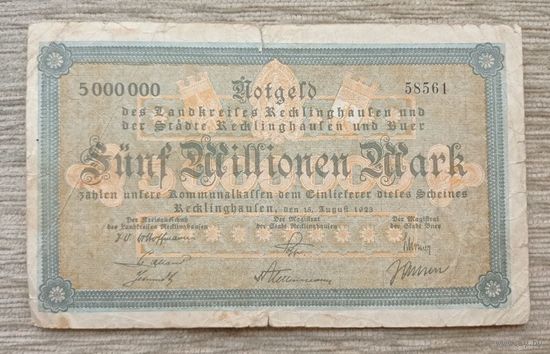 5 000 000 Notgeld 58561
des Landkreises Recklinghausen und
der Städte Recklinghausen und Buer
Fünf Millionen Mark
zahlen unsere Kommunalkassen dem Einlieferer dieses Scheines
Recklinghausen, den 15. August 1923
Der Kreisausschuß Der Magistrat Der Magistrat
des Landkreises Recklinghausen der Stadt Recklinghausen der Stadt Buer
Jansen